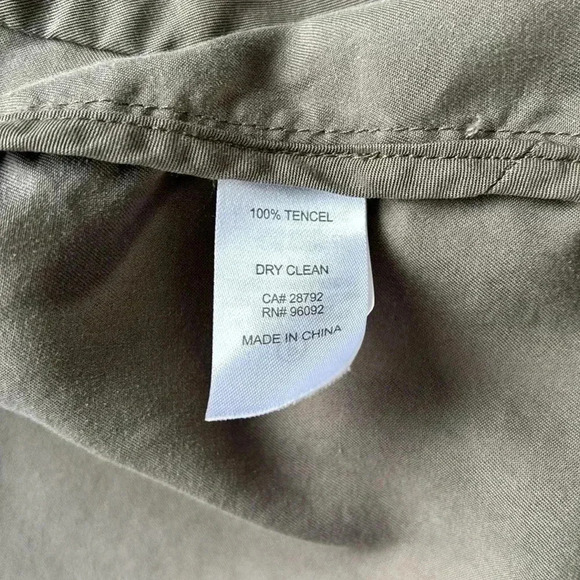 100% TENCEL
DRY CLEAN
CA# 28792
RN# 96092
MADE IN CHINA